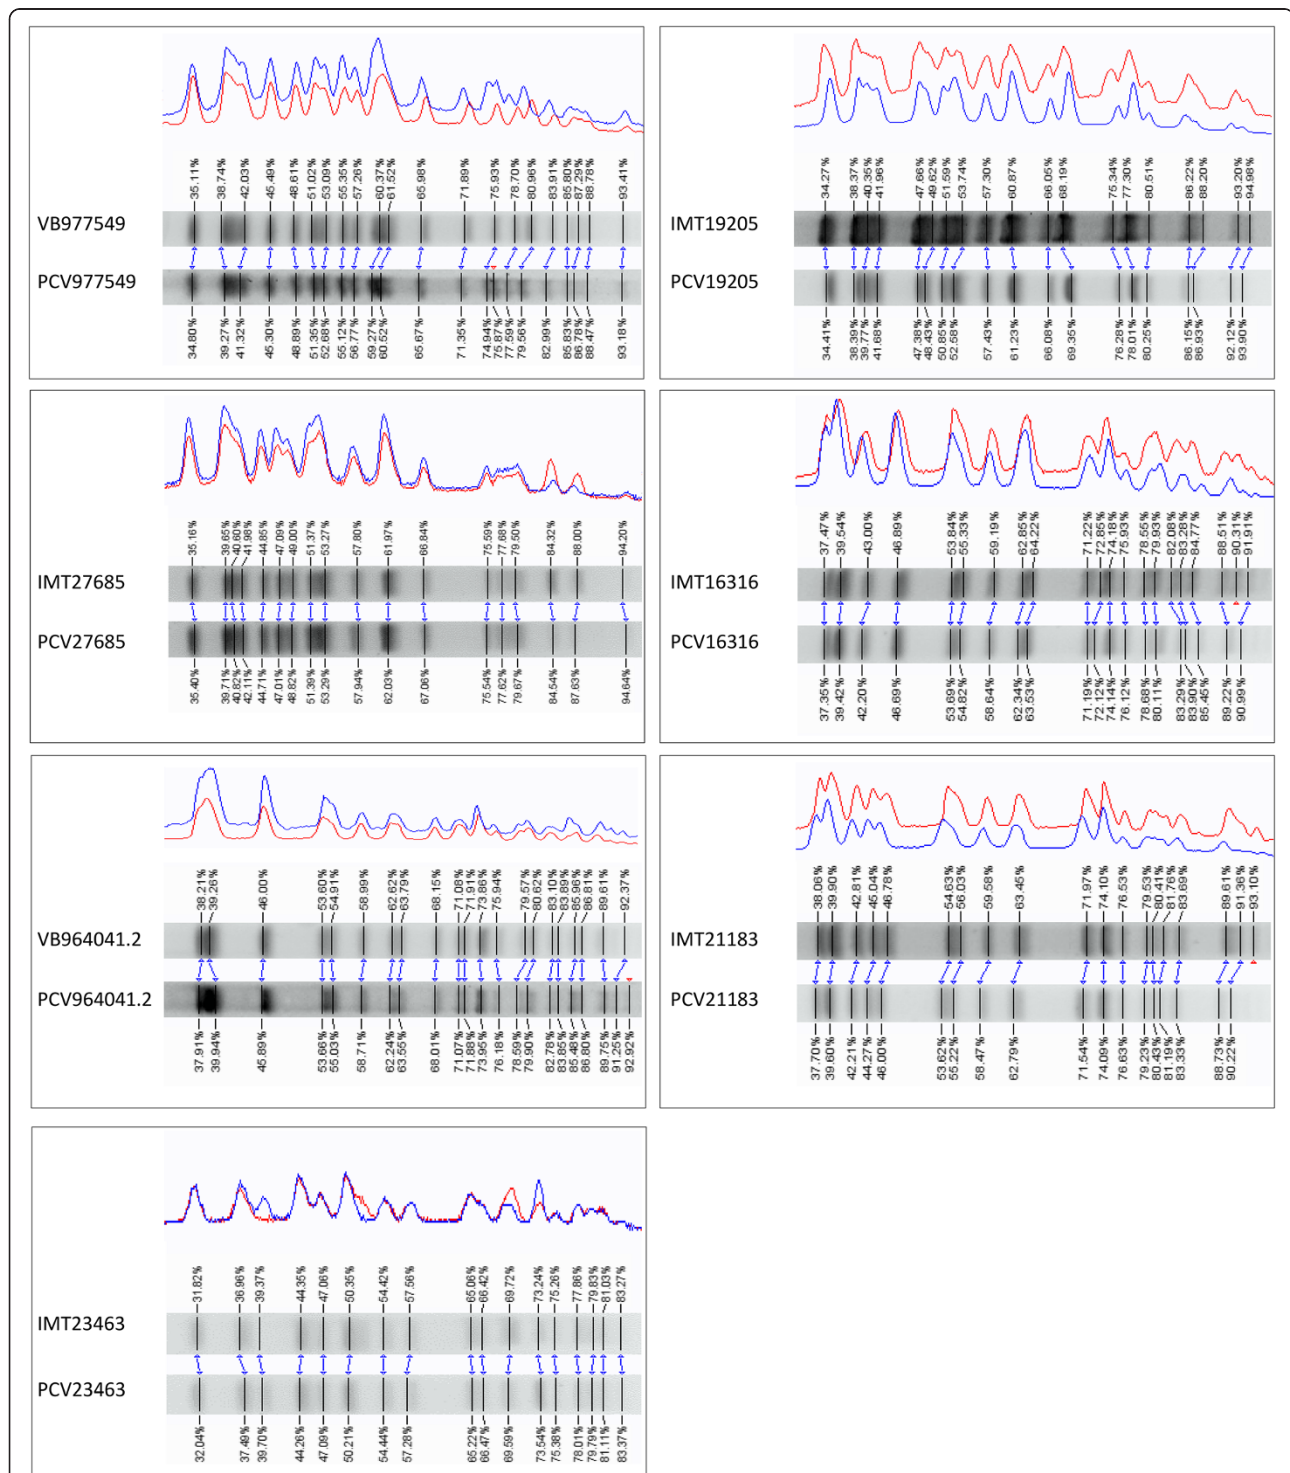 35.11% 38.74% 42.03% 45.49% 48.61% 51.02% 53.09% 55.35% 57.26% 60.37% 61.52% 65.98% 71.89% 75.93% 78.70% 80.96% 83.91% 85.80% 87.29% 88.78% 93.41%
VB977549
PCV977549
34.80% 39.27% 41.32% 45.30% 48.89% 51.35% 52.68% 55.12% 56.77% 59.27% 60.52% 65.67% 71.35% 74.94% 75.87% 77.59% 79.56% 82.99% 85.83% 86.78% 88.47% 93.18%
34.27% 38.37% 40.35% 41.96% 47.66% 49.62% 51.59% 53.74% 57.30% 60.87% 66.05% 68.19% 75.34% 77.30% 80.51% 86.22% 88.20% 93.20% 94.98%
IMT19205
PCV19205
34.41% 38.39% 39.77% 41.68% 47.38% 48.43% 50.85% 52.58% 57.43% 61.23% 66.08% 69.35% 76.28% 78.01% 80.25% 86.15% 86.93% 92.12% 93.90%
35.16% 39.65% 40.60% 41.98% 44.85% 47.09% 49.00% 51.37% 53.27% 57.80% 61.97% 66.84% 75.59% 77.68% 79.50% 84.32% 88.00% 94.20%
IMT27685
PCV27685
35.40% 39.71% 40.82% 42.11% 44.71% 47.01% 48.82% 51.39% 53.29% 57.94% 62.03% 67.06% 75.54% 77.62% 79.67% 84.54% 87.63% 94.64%
37.47% 39.54% 43.00% 46.89% 53.84% 55.33% 59.19% 62.85% 64.22% 71.22% 72.85% 74.18% 75.93% 78.55% 79.93% 82.08% 83.28% 84.77% 88.51% 90.31% 91.91%
IMT16316
PCV16316
37.35% 39.42% 42.20% 46.69% 53.69% 54.82% 58.64% 62.34% 63.53% 71.19% 72.12% 74.14% 76.12% 78.68% 80.11% 83.29% 83.90% 85.45% 89.22% 90.99%
38.21% 39.26% 46.00% 53.60% 54.91% 58.99% 62.62% 63.79% 68.15% 71.08% 71.91% 73.86% 75.94% 79.57% 80.62% 83.10% 83.89% 85.96% 86.81% 89.61% 92.37%
VB964041.2
PCV964041.2
37.91% 39.94% 45.89% 53.66% 55.03% 58.71% 62.24% 63.55% 68.01% 71.07% 71.88% 73.95% 76.18% 78.59% 79.90% 82.78% 83.85% 85.48% 86.80% 89.75% 91.25% 92.92%
38.06% 39.90% 42.81% 45.04% 46.78% 54.63% 56.03% 59.58% 63.45% 71.97% 74.10% 76.53% 79.53% 80.41% 81.76% 83.69% 89.61% 91.36% 93.10%
IMT21183
PCV21183
37.70% 39.60% 42.21% 44.27% 46.00% 53.62% 55.22% 58.47% 62.79% 71.54% 74.09% 76.63% 79.23% 80.43% 81.19% 83.33% 88.73% 90.22%
31.82% 36.96% 39.37% 44.35% 47.06% 50.35% 54.42% 57.56% 65.06% 66.42% 69.72% 73.24% 75.26% 77.86% 79.83% 81.03% 83.27%
IMT23463
PCV23463
32.04% 37.49% 39.70% 44.26% 47.09% 50.21% 54.44% 57.28% 65.22% 66.47% 69.59% 73.54% 75.38% 78.01% 79.79% 81.11% 83.37%